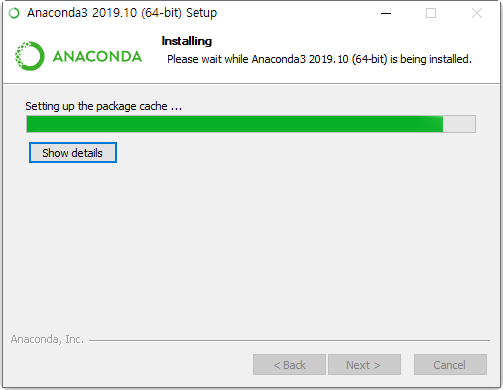 Anaconda3 2019.10 (64-bit) Setup
ANACONDA
Installing
Please wait while Anaconda3 2019.10 (64-bit) is being installed.
Setting up the package cache ...
Show details
Anaconda, Inc.
< Back
Next >
Cancel